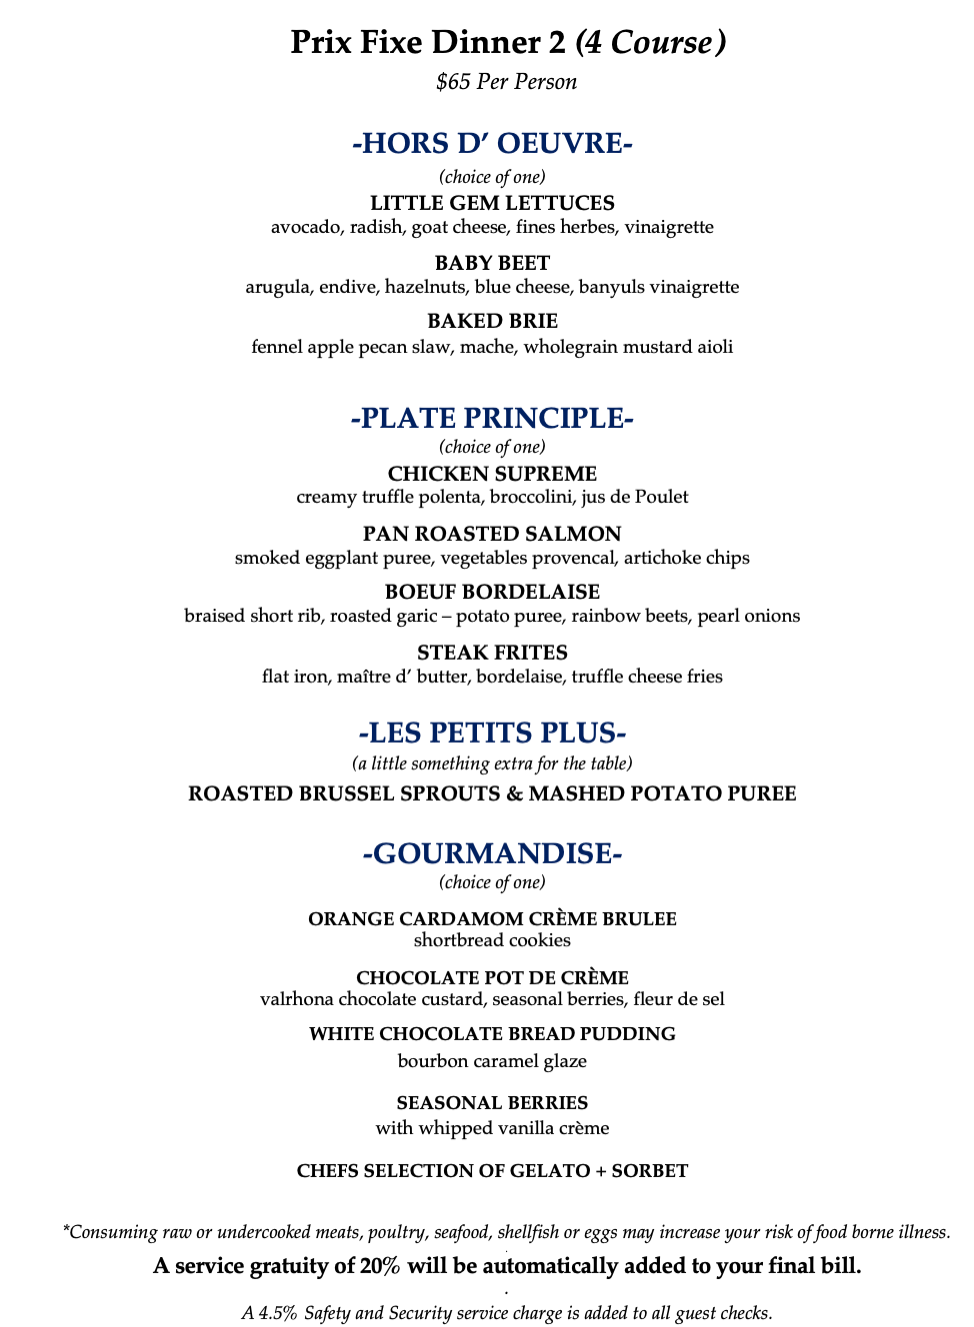 Prix Fixe Dinner 2 (4 Course)
$65 Per Person
-HORS D’ OEUVRE-
(choice of one)
LITTLE GEM LETTUCES
avocado, radish, goat cheese, fines herbes, vinaigrette
BABY BEET
arugula, endive, hazelnuts, blue cheese, banyuls vinaigrette
BAKED BRIE
fennel apple pecan slaw, mache, wholegrain mustard aioli
-PLATE PRINCIPLE-
(choice of one)
CHICKEN SUPREME
creamy truffle polenta, broccolini, jus de Poulet
PAN ROASTED SALMON
smoked eggplant puree, vegetables provencal, artichoke chips
BOEUF BORDELAISE
braised short rib, roasted garic – potato puree, rainbow beets, pearl onions
STEAK FRITES
flat iron, maître d’ butter, bordelaise, truffle cheese fries
-LES PETITS PLUS-
(a little something extra for the table)
ROASTED BRUSSEL SPROUTS & MASHED POTATO PUREE
-GOURMANDISE-
(choice of one)
ORANGE CARDAMOM CRÈME BRULEE
shortbread cookies
CHOCOLATE POT DE CRÈME
valrhona chocolate custard, seasonal berries, fleur de sel
WHITE CHOCOLATE BREAD PUDDING
bourbon caramel glaze
SEASONAL BERRIES
with whipped vanilla crème
CHEFS SELECTION OF GELATO + SORBET
*Consuming raw or undercooked meats, poultry, seafood, shellfish or eggs may increase your risk of food borne illness.
.
A service gratuity of 20% will be automatically added to your final bill.
.
A 4.5% Safety and Security service charge is added to all guest checks.